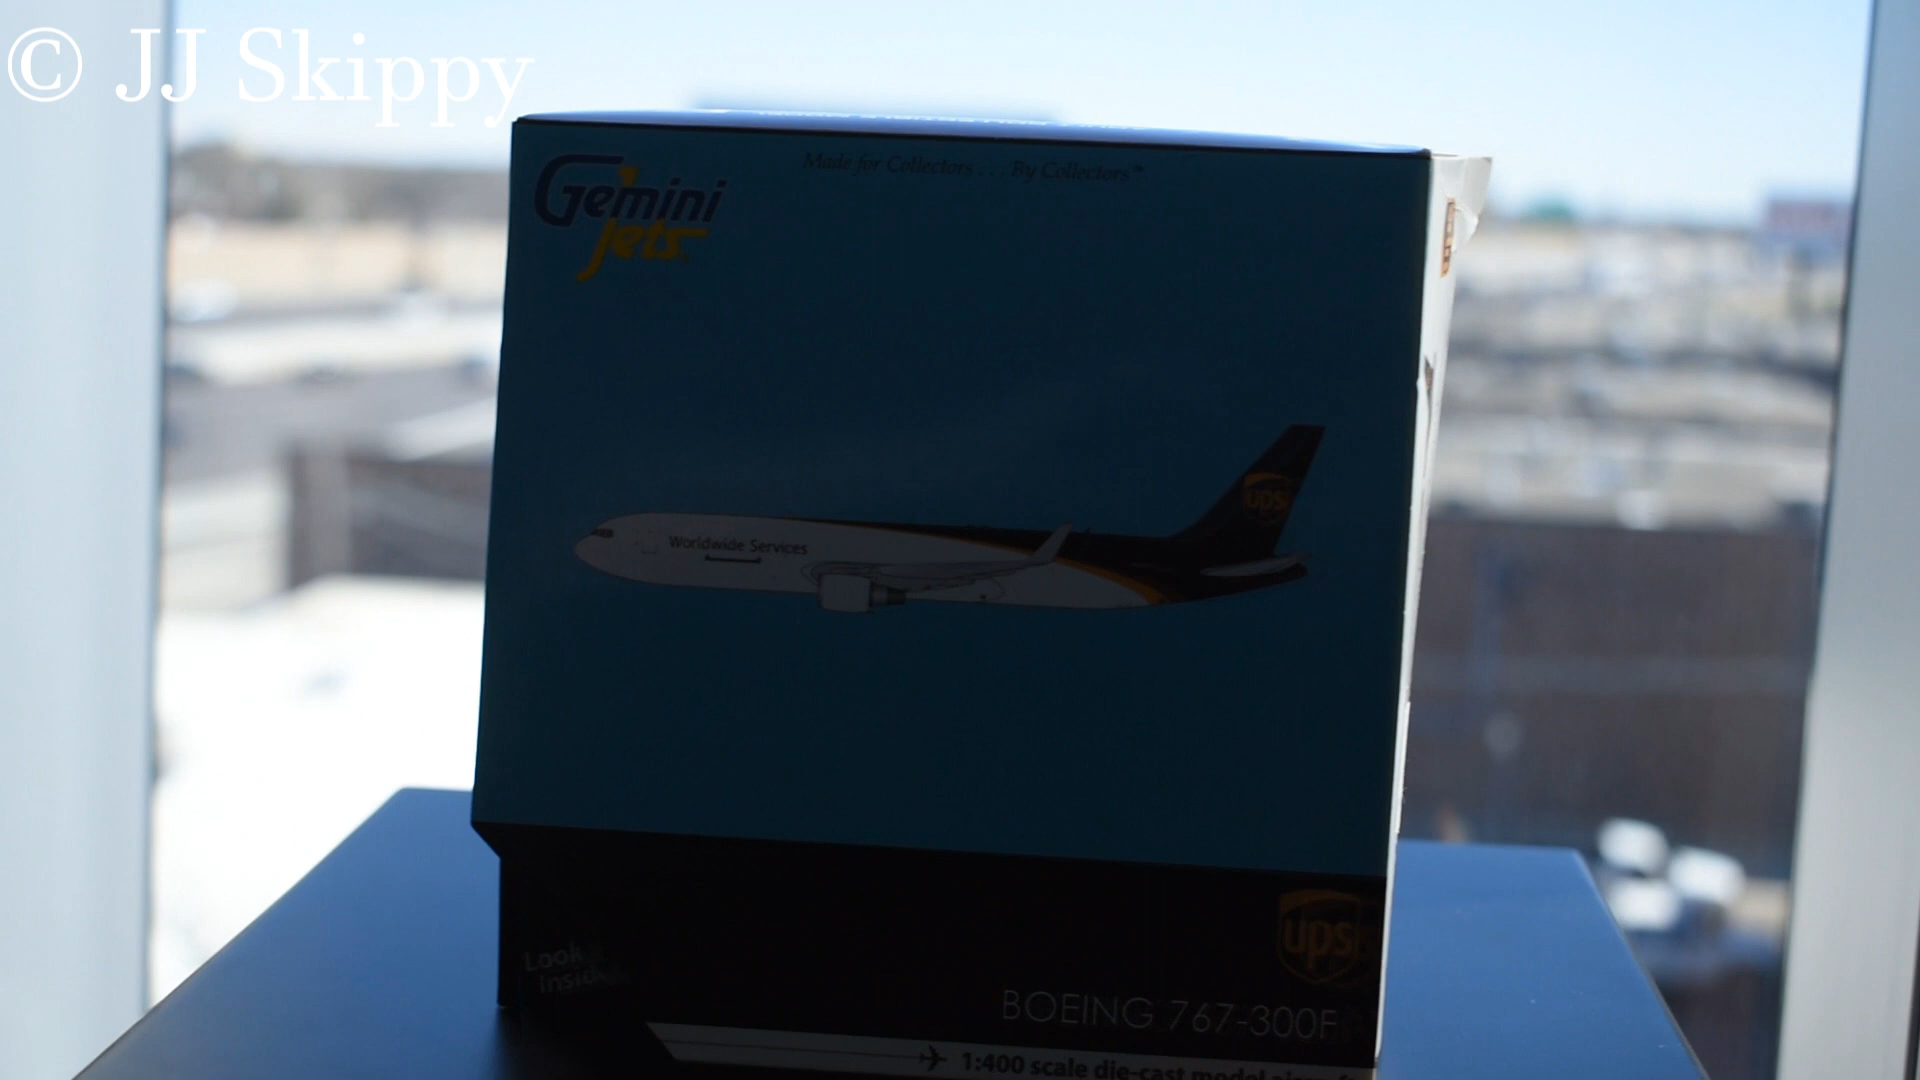 © JJ Skippy
Gemini
Jets
Made for Collectors . . . By Collectors™
Worldwide Services
ups
Look
inside
ups
BOEING 767-300F
1:400 scale die-cast model